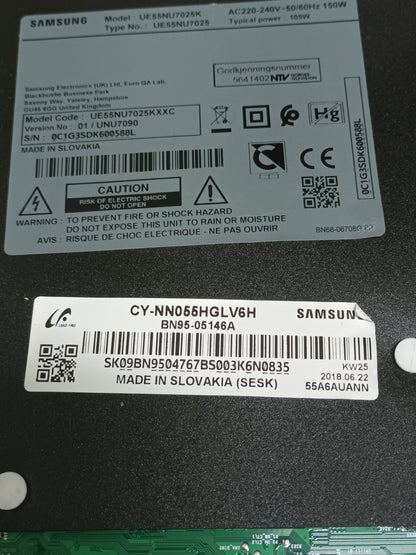 SAMSUNG
Model : UE55NU7025K
Type No. : UE55NU7025
AC220-240V~50/60Hz 150W
Typical power : 105W
Samsung Electronics (UK) Ltd, Euro QA Lab.
Blackbushe Business Park
Saxony Way, Yateley, Hampshire
GU46 6GG United Kingdom
Godkjenningsnummer
5641402 NTV
Model Code : UE55NU7025KXXC
Version No : 01 / UNU7090
S/N : 0C1G3SDK600588L
MADE IN SLOVAKIA
Hg
0C1G3SDK600588L
CAUTION
RISK OF ELECTRIC SHOCK
DO NOT OPEN
CE
WARNING : TO PREVENT FIRE OR SHOCK HAZARD
DO NOT EXPOSE TO RAIN OR MOISTURE
AVIS : RISQUE DE CHOC ELECTRIQUE - NE PAS OUVRIR
CY-NN055HGLV6H
SAMSUN
BN95-05146A
SK09BN9504767BS003K6N0835
MADE IN SLOVAKIA (SESK)
KW25
2018.06.22
55A6AUANN